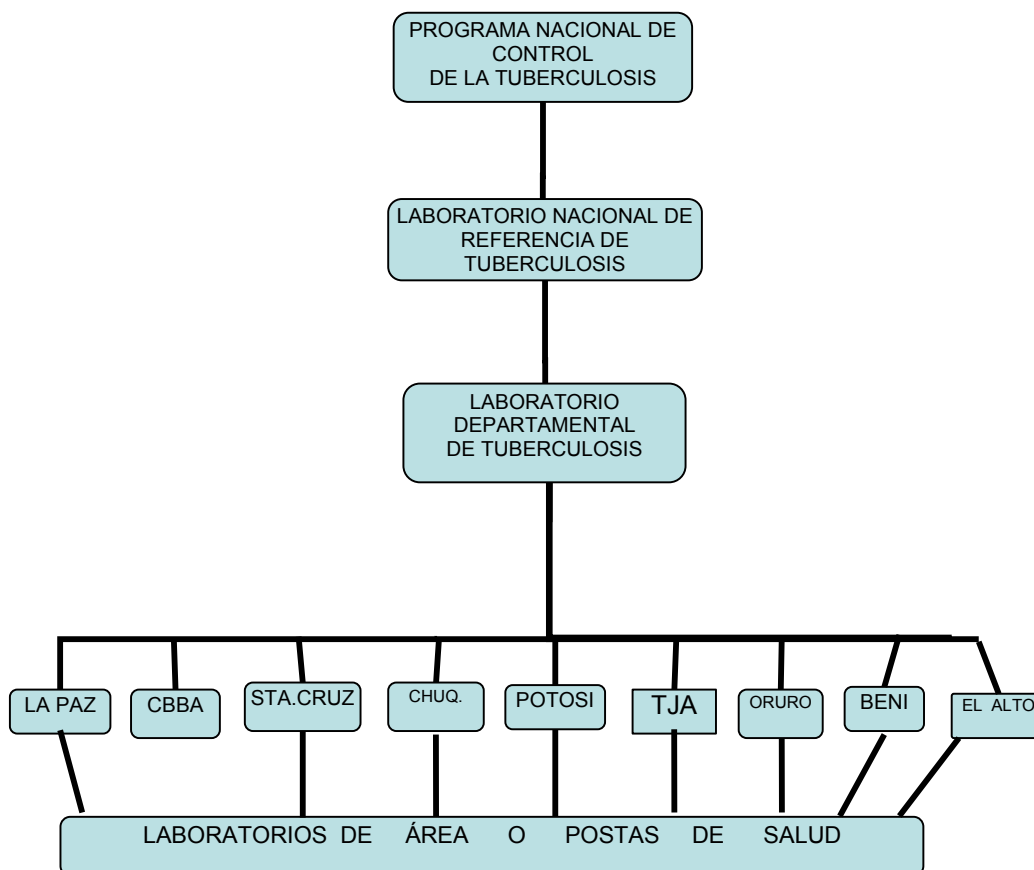 PROGRAMA NACIONAL DE
CONTROL
DE LA TUBERCULOSIS
LABORATORIO NACIONAL DE
REFERENCIA DE
TUBERCULOSIS
LABORATORIO
DEPARTAMENTAL
DE TUBERCULOSIS
LA PAZ
CBBA
STA.CRUZ
CHUQ.
POTOSI
TJA
ORURO
BENI
EL ALTO
LABORATORIOS DE ÁREA O POSTAS DE SALUD